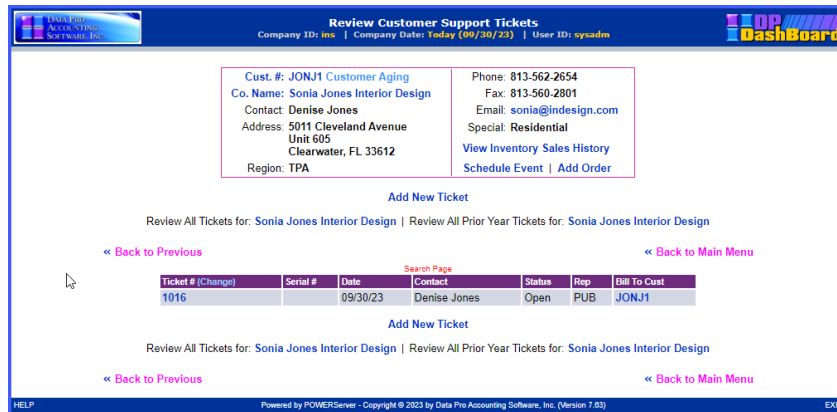 DATA PRO
ACCOUNTING
SOFTWARE, INC.
Review Customer Support Tickets
Company ID: ins | Company Date: Today (09/30/23) | User ID: sysadm
DP
DashBoard
Cust. #: JONJ1 Customer Aging
Co. Name: Sonia Jones Interior Design
Contact: Denise Jones
Address: 5011 Cleveland Avenue
Unit 605
Clearwater, FL 33612
Region: TPA
Phone: 813-562-2654
Fax: 813-560-2801
Email: sonia@indesign.com
Special: Residential
View Inventory Sales History
Schedule Event | Add Order
Add New Ticket
Review All Tickets for: Sonia Jones Interior Design | Review All Prior Year Tickets for: Sonia Jones Interior Design
« Back to Previous « Back to Main Menu
Search Page
Ticket # (Change) Serial # Date Contact Status Rep Bill To Cust
1016 09/30/23 Denise Jones Open PUB JONJ1
Add New Ticket
Review All Tickets for: Sonia Jones Interior Design | Review All Prior Year Tickets for: Sonia Jones Interior Design
« Back to Previous « Back to Main Menu
HELP Powered by POWERServer - Copyright © 2023 by Data Pro Accounting Software, Inc. (Version 7.63)